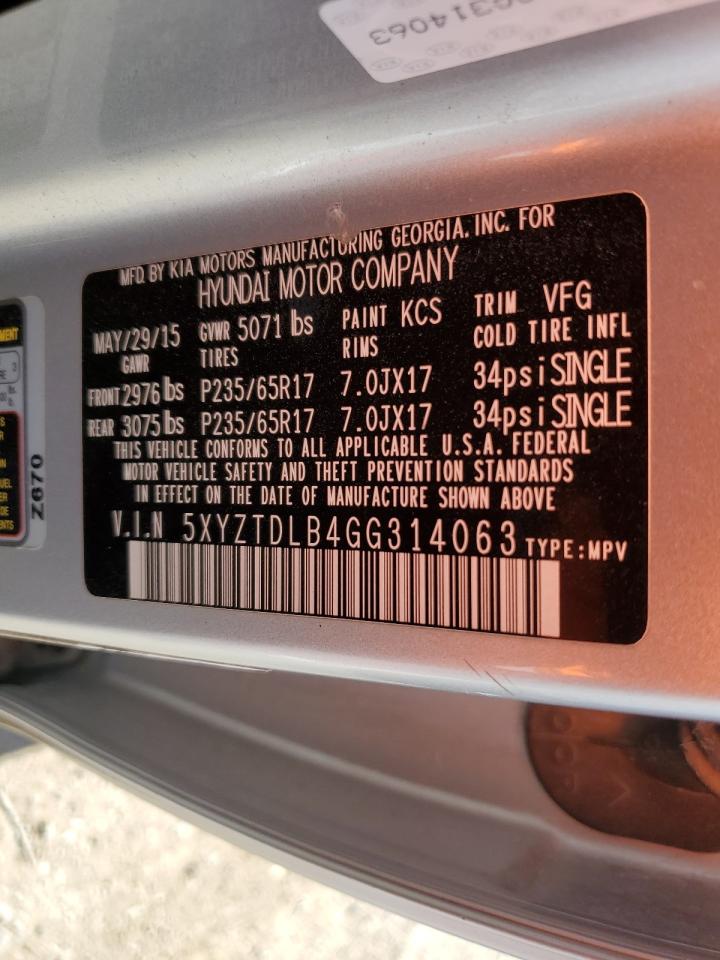 G314063
MFD BY KIA MOTORS MANUFACTURING GEORGIA. INC. FOR
HYUNDAI MOTOR COMPANY
MAY/29/15 GVWR 5071 lbs PAINT KCS TRIM VFG
GAWR TIRES RIMS COLD TIRE INFL
FRONT 2976 lbs P235/65R17 7.0JX17 34psi SINGLE
REAR 3075 lbs P235/65R17 7.0JX17 34psi SINGLE
THIS VEHICLE CONFORMS TO ALL APPLICABLE U.S.A. FEDERAL
MOTOR VEHICLE SAFETY AND THEFT PREVENTION STANDARDS
IN EFFECT ON THE DATE OF MANUFACTURE SHOWN ABOVE
V.I.N 5XYZTDLB4GG314063 TYPE:MPV
Z670